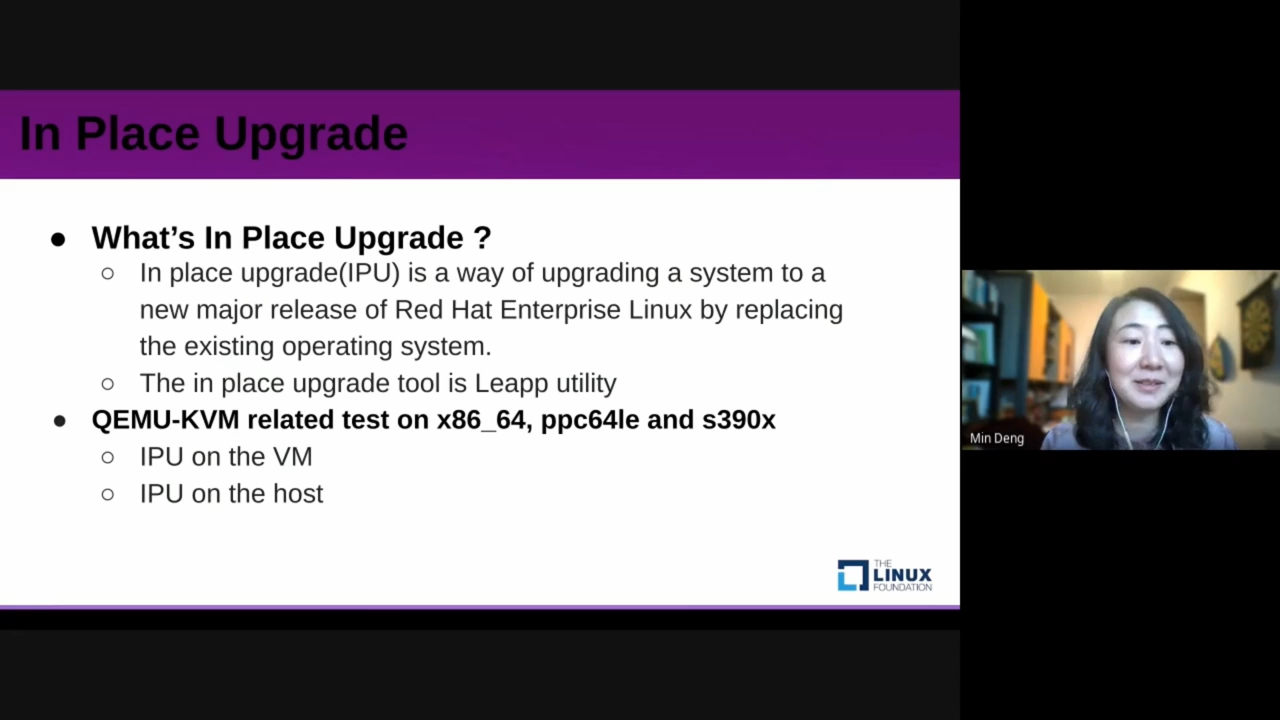 In Place Upgrade
● What’s In Place Upgrade ?
○ In place upgrade(IPU) is a way of upgrading a system to a
new major release of Red Hat Enterprise Linux by replacing
the existing operating system.
○ The in place upgrade tool is Leapp utility
● QEMU-KVM related test on x86_64, ppc64le and s390x
○ IPU on the VM
○ IPU on the host
THE
LINUX
FOUNDATION
Min Deng